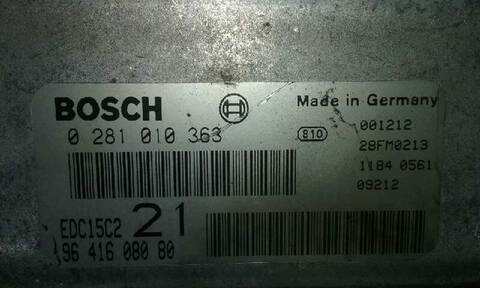 BOSCH
Made in Germany
0 281 010 363
810
001212
28FM0213
1184 0561
09212
EDC15C2 21
96 416 080 80